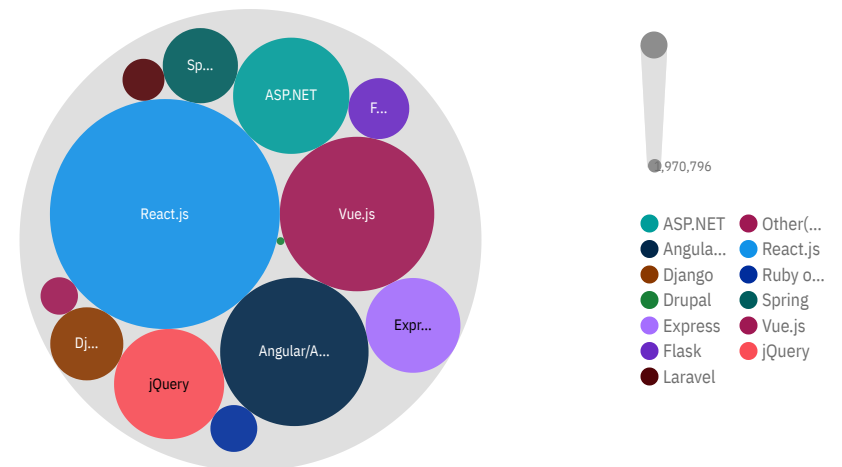 Sp...
ASP.NET
F...
React.js
Vue.js
Expr...
Dj...
Angular/A...
jQuery
,970,796
ASP.NET
Other(...
Angula...
React.js
Django
Ruby o...
Drupal
Spring
Express
Vue.js
Flask
jQuery
Laravel